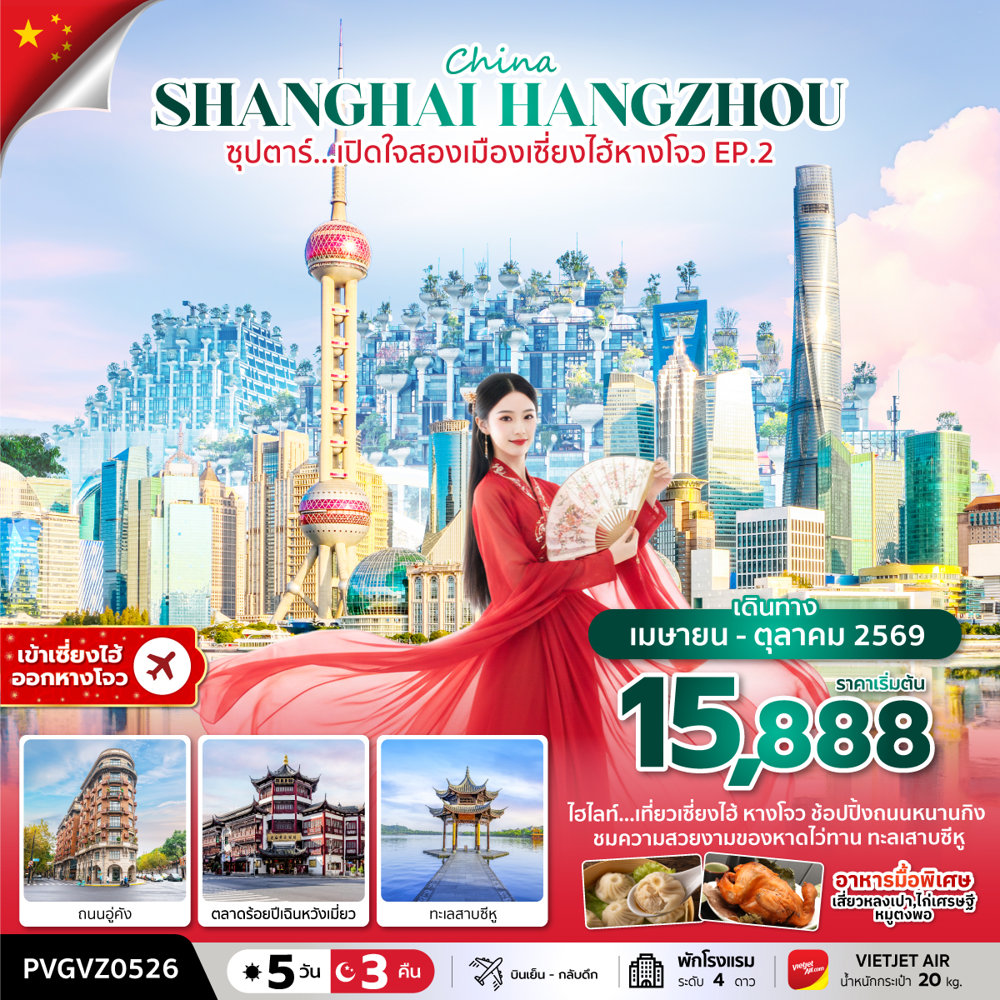 China
SHANGHAI HANGZHOU
ซุปตาร์...เปิดใจสองเมืองเซี่ยงไฮ้หางโจว EP.2
เข้าเซี่ยงไฮ้
ออกหางโจว
เดินทาง
เมษายน - ตุลาคม 2569
ราคาเริ่มต้น
15,888
ไฮไลท์...เที่ยวเซี่ยงไฮ้ หางโจว ช้อปปิ้งถนนหนานกิง
ชมความสวยงามของหาดไว่ทาน ทะเลสาบซีหู
อาหารมื้อพิเศษ
เสี่ยวหลงเปา,ไก่เศรษฐี
หมูตงพอ
ถนนอู่คัง
ตลาดร้อยปีเฉินหวังเมี่ยว
ทะเลสาบซีหู
PVGVZ0526
5 วัน 3 คืน
บินเย็น - กลับดึก
พักโรงแรม
ระดับ 4 ดาว
vietjet
Air.com
VIETJET AIR
น้ำหนักกระเป๋า 20 kg.